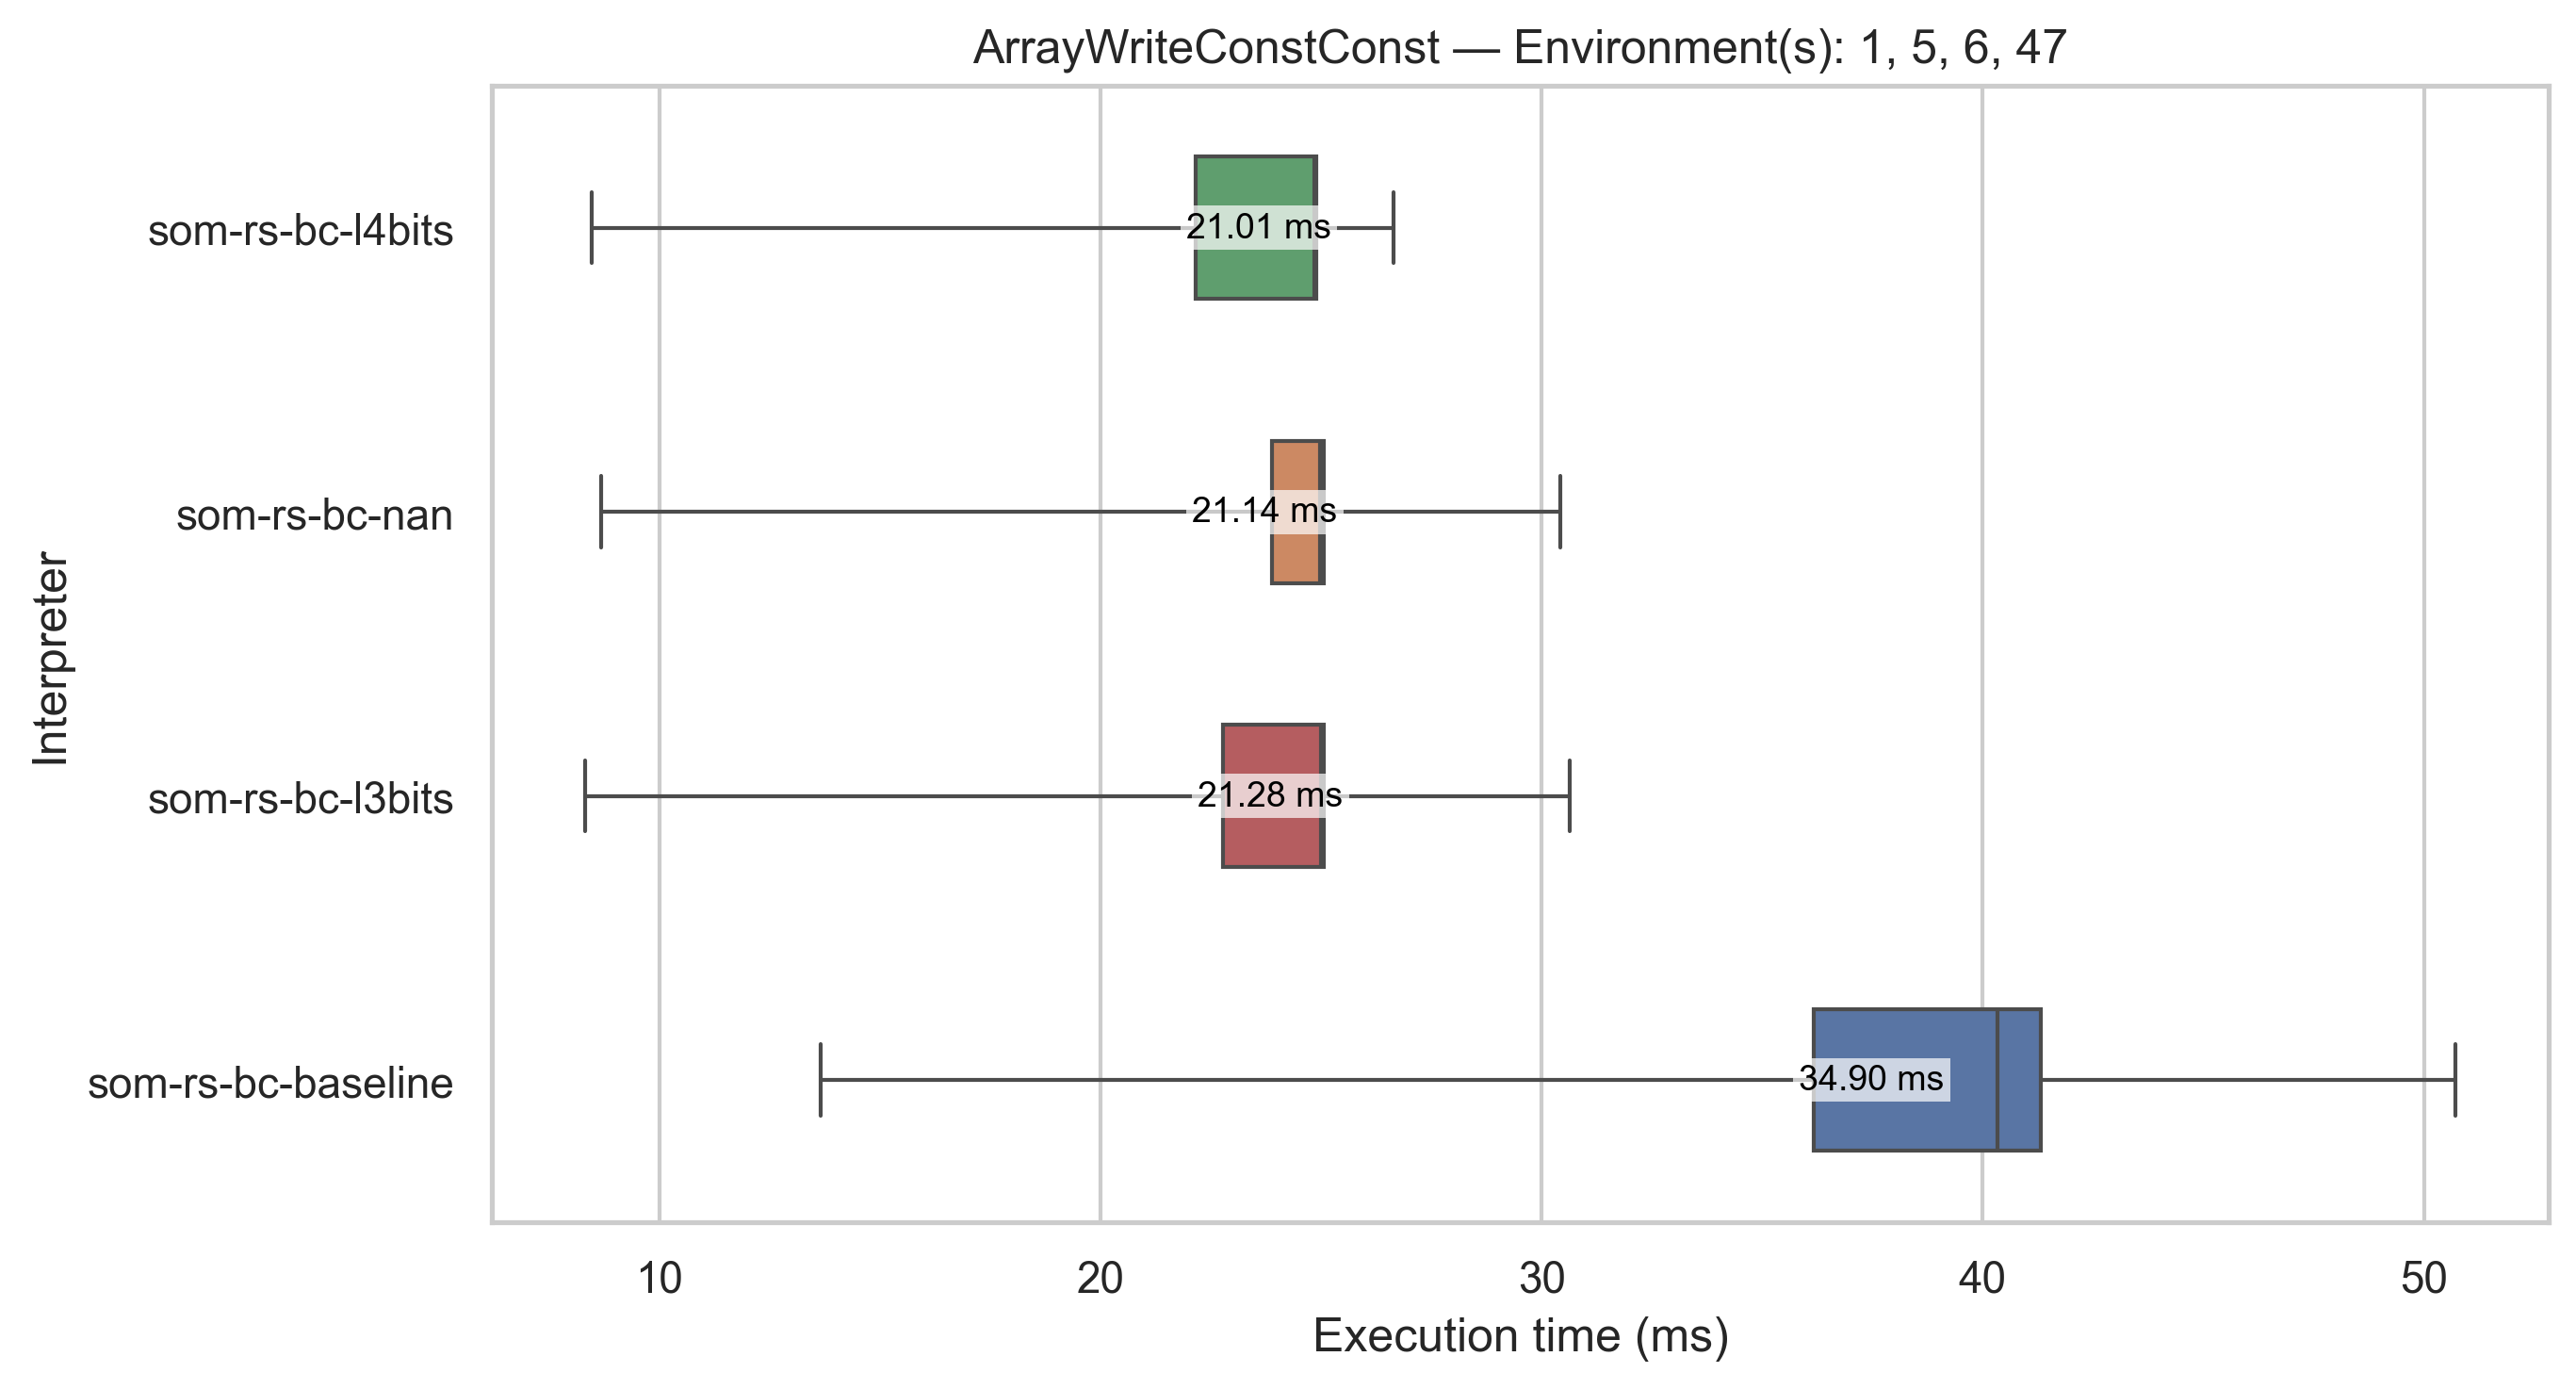 ArrayWriteConstConst — Environment(s): 1, 5, 6, 47
som-rs-bc-l4bits
21.01 ms
som-rs-bc-nan
21.14 ms
som-rs-bc-l3bits
21.28 ms
som-rs-bc-baseline
34.90 ms
Interpreter
10 20 30 40 50
Execution time (ms)